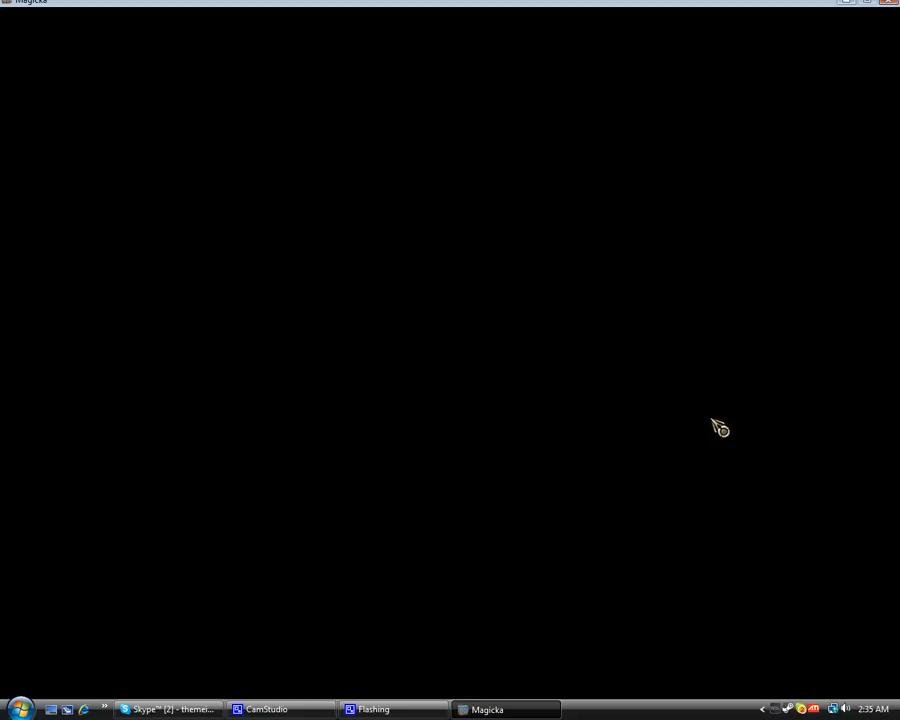 Magicka
Skype™ [2] - themei...
CamStudio
Flashing
Magicka
2:35 AM